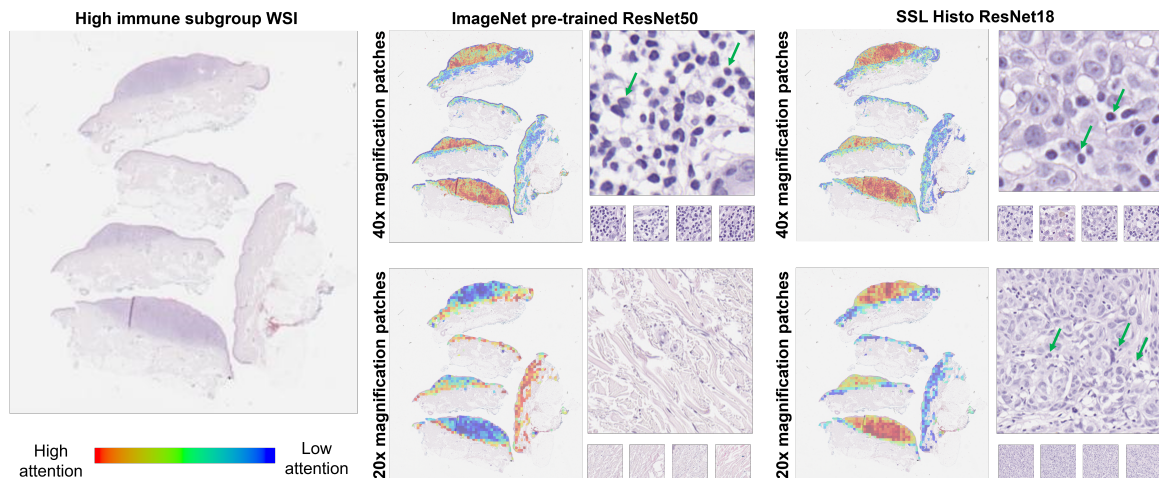 High immune subgroup WSI
ImageNet pre-trained ResNet50
SSL Histo ResNet18
40x magnification patches
40x magnification patches
20x magnification patches
20x magnification patches
High
attention
Low
attention